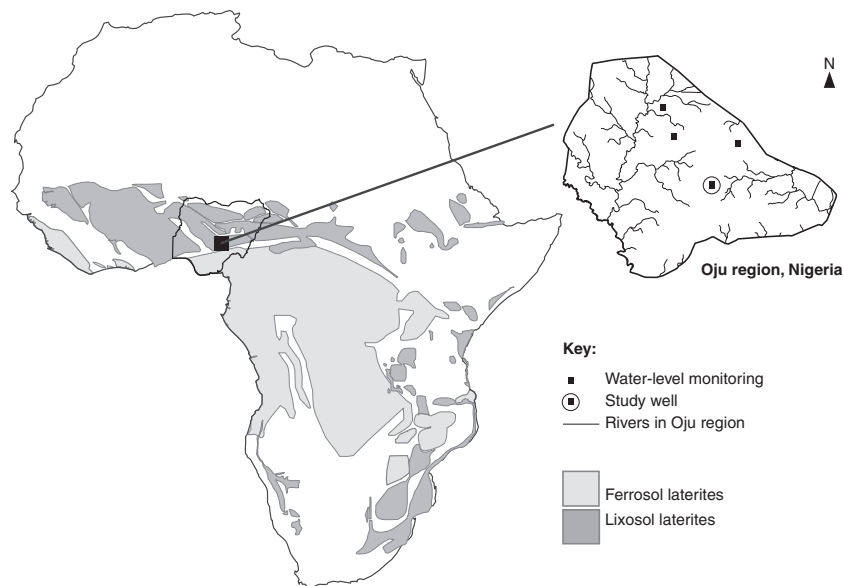 N
Oju region, Nigeria
Key:
Water-level monitoring
Study well
Rivers in Oju region
Ferrosol laterites
Lixosol laterites